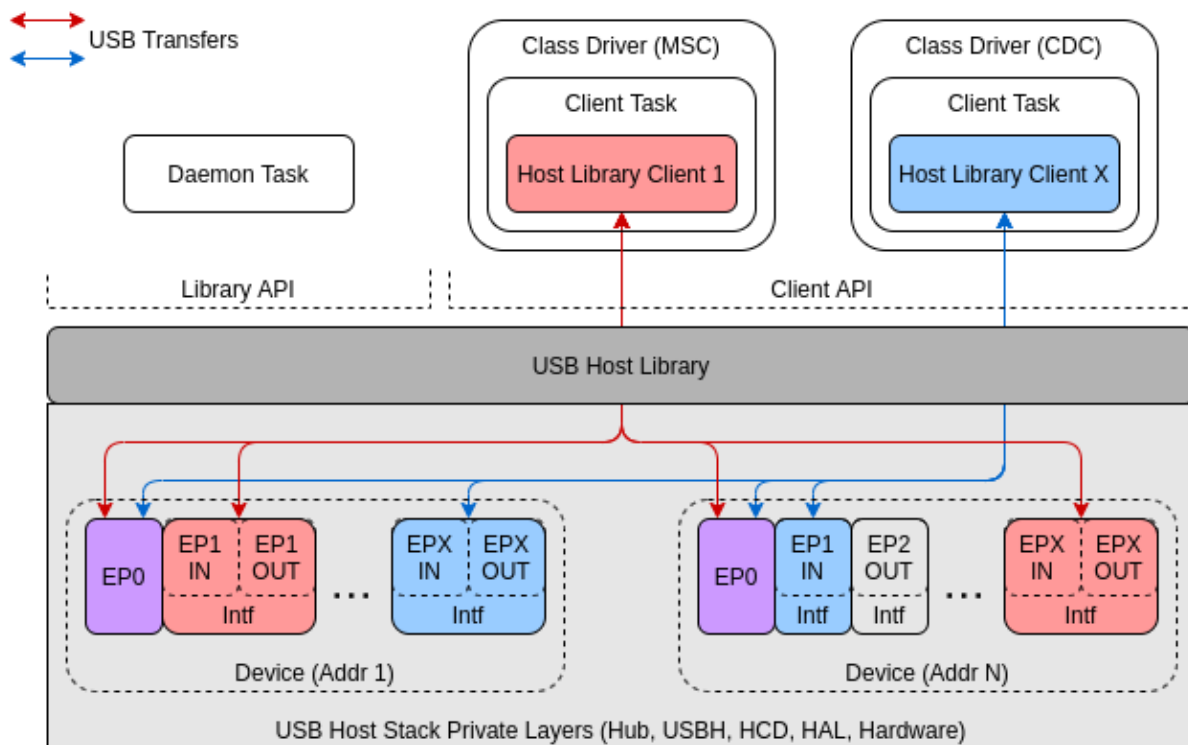 USB Transfers
Class Driver (MSC)
Class Driver (CDC)
Client Task
Client Task
Daemon Task
Host Library Client 1
Host Library Client X
Library API
Client API
USB Host Library
EP0
EP1
IN
EP1
OUT
Intf
...
EPX
IN
EPX
OUT
Intf
Device (Addr 1)
EP0
EP1
IN
Intf
EP2
OUT
Intf
...
EPX
IN
EPX
OUT
Intf
Device (Addr N)
USB Host Stack Private Layers (Hub, USBH, HCD, HAL, Hardware)